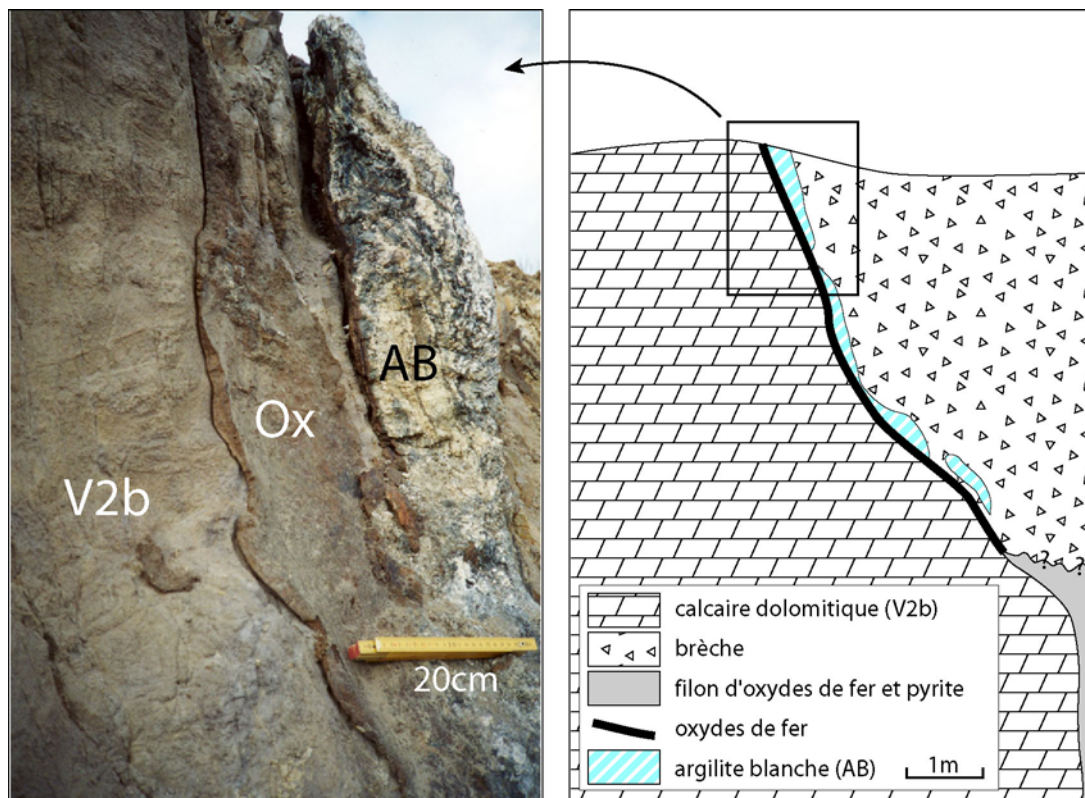 V2b
Ox
AB
20cm
? ?
calcaire dolomitique (V2b)
brèche
filon d'oxydes de fer et pyrite
oxydes de fer
argilite blanche (AB)
1m